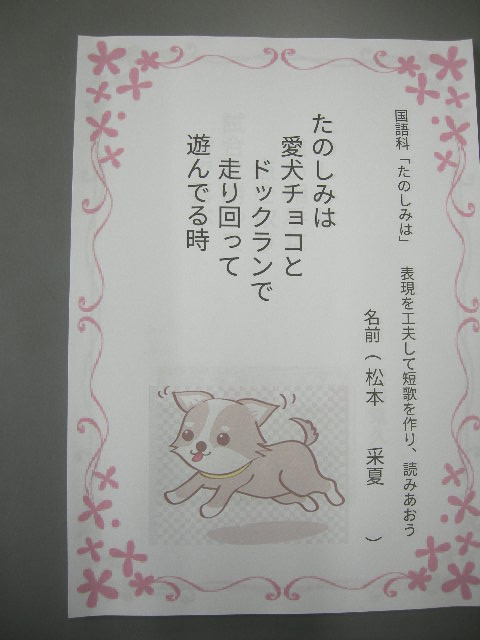 国語科「たのしみは」 表現を工夫して短歌を作り、読みあおう
名前(松本 采夏 )
たのしみは
愛犬チョコと
ドックランで
走り回って
遊んでる時